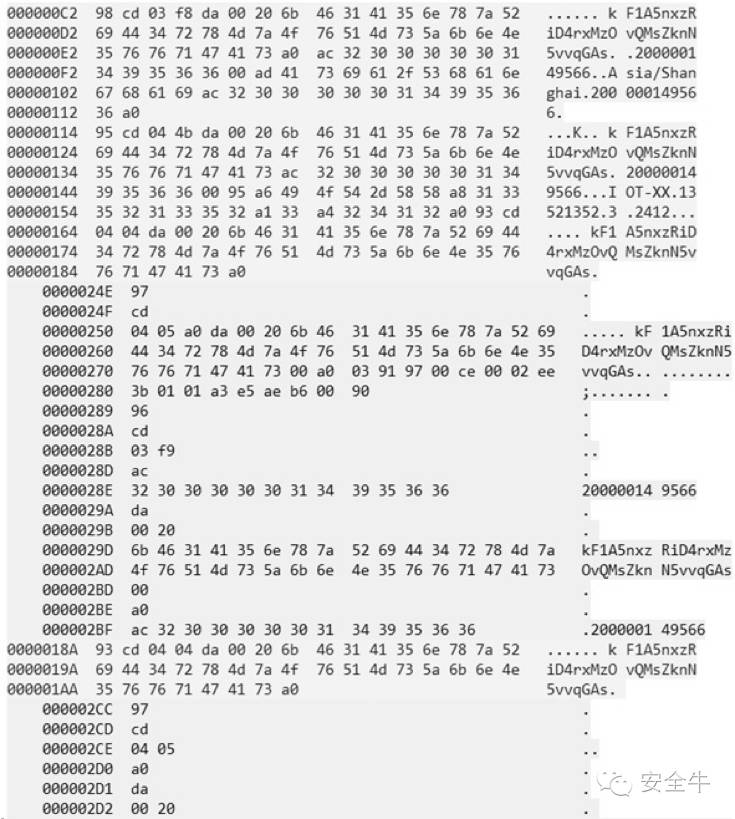 000000C2 98 cd 03 f8 da 00 20 6b 46 31 41 35 6e 78 7a 52 ...... k F1A5nxzR
000000D2 69 44 34 72 78 4d 7a 4f 76 51 4d 73 5a 6b 6e 4e iD4rxMzO vQMsZknN
000000E2 35 76 76 71 47 41 73 a0 ac 32 30 30 30 30 30 31 5vvqGAs. .2000001
000000F2 34 39 35 36 36 00 ad 41 73 69 61 2f 53 68 61 6e 49566..A sia/Shan
00000102 67 68 61 69 ac 32 30 30 30 30 30 31 34 39 35 36 ghai.200 00014956
00000112 36 a0 6.
00000114 95 cd 04 4b da 00 20 6b 46 31 41 35 6e 78 7a 52 ...K.. k F1A5nxzR
00000124 69 44 34 72 78 4d 7a 4f 76 51 4d 73 5a 6b 6e 4e iD4rxMzO vQMsZknN
00000134 35 76 76 71 47 41 73 ac 32 30 30 30 30 30 31 34 5vvqGAs. 20000014
00000144 39 35 36 36 00 95 a6 49 4f 54 2d 58 58 a8 31 33 9566...I OT-XX.13
00000154 35 32 31 33 35 32 a1 33 a4 32 34 31 32 a0 93 cd 521352.3 .2412...
00000164 04 04 da 00 20 6b 46 31 41 35 6e 78 7a 52 69 44 .... kF1 A5nxzRiD
00000174 34 72 78 4d 7a 4f 76 51 4d 73 5a 6b 6e 4e 35 76 4rxMzOvQ MsZknN5v
00000184 76 71 47 41 73 a0 vqGAs.
0000024E 97 .
0000024F cd .
00000250 04 05 a0 da 00 20 6b 46 31 41 35 6e 78 7a 52 69 ..... kF 1A5nxzRi
00000260 44 34 72 78 4d 7a 4f 76 51 4d 73 5a 6b 6e 4e 35 D4rxMzOv QMsZknN5
00000270 76 76 71 47 41 73 00 a0 03 91 97 00 ce 00 02 ee vvqGAs.. ........
00000280 3b 01 01 a3 e5 ae b6 00 90 ;....... .
00000289 96 .
0000028A cd .
0000028B 03 f9 ..
0000028D ac .
0000028E 32 30 30 30 30 30 31 34 39 35 36 36 20000014 9566
0000029A da .
0000029B 00 20 .
0000029D 6b 46 31 41 35 6e 78 7a 52 69 44 34 72 78 4d 7a kF1A5nxz RiD4rxMz
000002AD 4f 76 51 4d 73 5a 6b 6e 4e 35 76 76 71 47 41 73 OvQMsZkn N5vvqGAs
000002BD 00 .
000002BE a0 .
000002BF ac 32 30 30 30 30 30 31 34 39 35 36 36 .2000001 49566
0000018A 93 cd 04 04 da 00 20 6b 46 31 41 35 6e 78 7a 52 ...... k F1A5nxzR
0000019A 69 44 34 72 78 4d 7a 4f 76 51 4d 73 5a 6b 6e 4e iD4rxMzO vQMsZknN
000001AA 35 76 76 71 47 41 73 a0 5vvqGAs.
000002CC 97 .
000002CD cd .
000002CE 04 05 ..
000002D0 a0 .
000002D1 da .
000002D2 00 20 .
安全牛